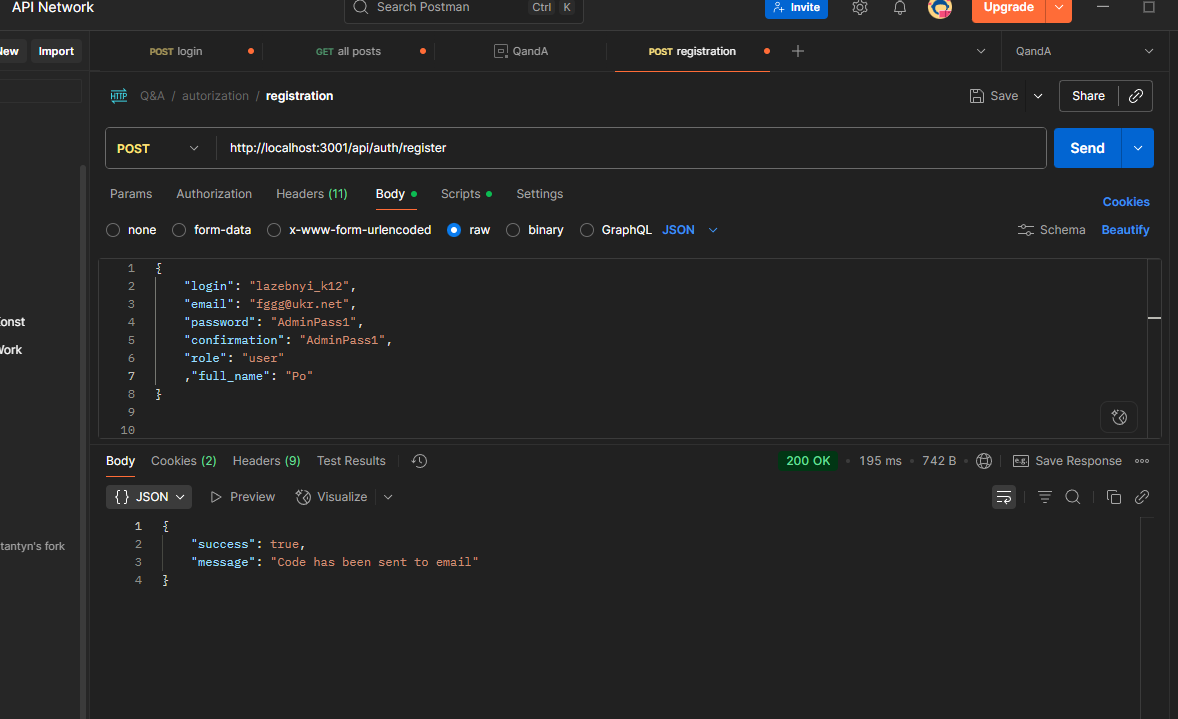 API Network
Search Postman Ctrl K
Invite
Upgrade
New Import
POST login
GET all posts
QandA
POST registration
QandA
HTTP Q&A / autorization / registration
Save
Share
POST http://localhost:3001/api/auth/register
Send
Params Authorization Headers (11) Body Scripts Settings
Cookies
none form-data x-www-form-urlencoded raw binary GraphQL JSON
Schema Beautify
1 {
2 "login": "lazebnyi_k12",
3 "email": "fggg@ukr.net",
4 "password": "AdminPass1",
5 "confirmation": "AdminPass1",
6 "role": "user"
7 ,"full_name": "Po"
8 }
9
10
onst
Work
tantyn's fork
Body Cookies (2) Headers (9) Test Results
200 OK • 195 ms • 742 B
e.g. Save Response
{} JSON Preview Visualize
1 {
2 "success": true,
3 "message": "Code has been sent to email"
4 }